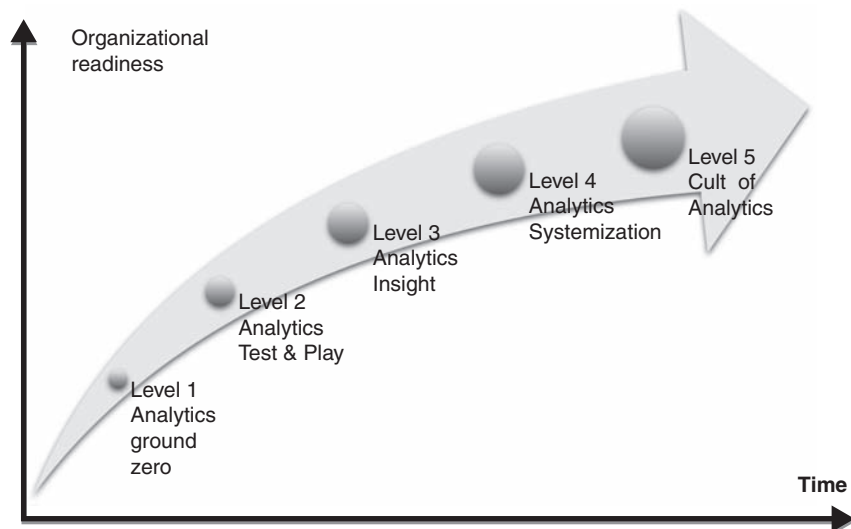 Organizational
readiness
Level 5
Cult of
Analytics
Level 4
Analytics
Systemization
Level 3
Analytics
Insight
Level 2
Analytics
Test & Play
Level 1
Analytics
ground
zero
Time